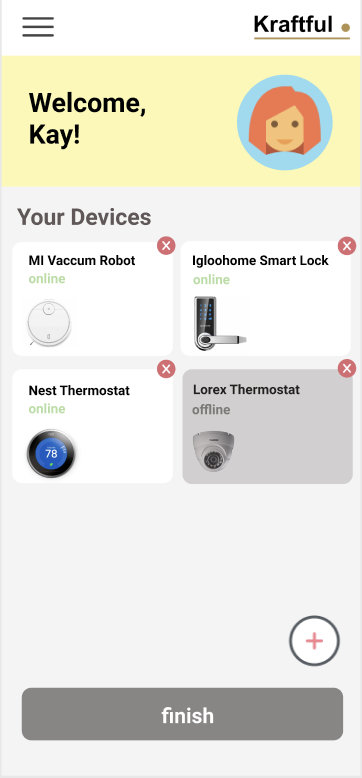 Kraftful
Welcome,
Kay!
Your Devices
MI Vaccum Robot
online
Igloohome Smart Lock
online
Nest Thermostat
online
78
Lorex Thermostat
offline
finish